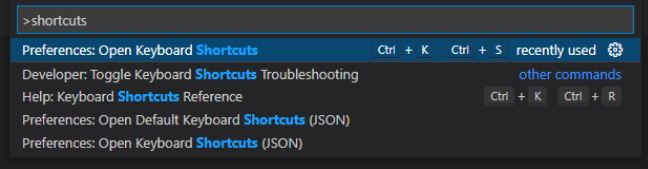 >shortcuts
Preferences: Open Keyboard Shortcuts Ctrl + K Ctrl + S recently used
Developer: Toggle Keyboard Shortcuts Troubleshooting other commands
Help: Keyboard Shortcuts Reference Ctrl + K Ctrl + R
Preferences: Open Default Keyboard Shortcuts (JSON)
Preferences: Open Keyboard Shortcuts (JSON)